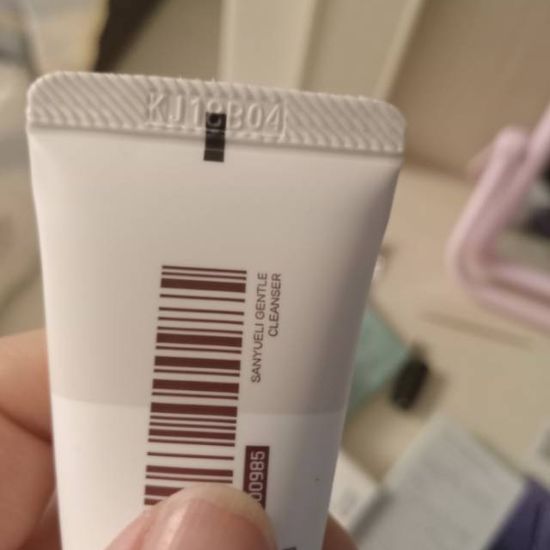 KJ18B04
SANYUELI GENTLE
CLEANSER
00985